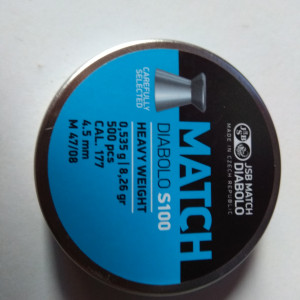 JSB MATCH
DIABOLO
MADE IN CZECH REPUBLIC
MATCH
DIABOLO S100
HEAVY WEIGHT
CAREFULLY
SELECTED
0,535 g | 8,26 gr
500 pcs
CAL. .177
4.5 mm
M 47/08